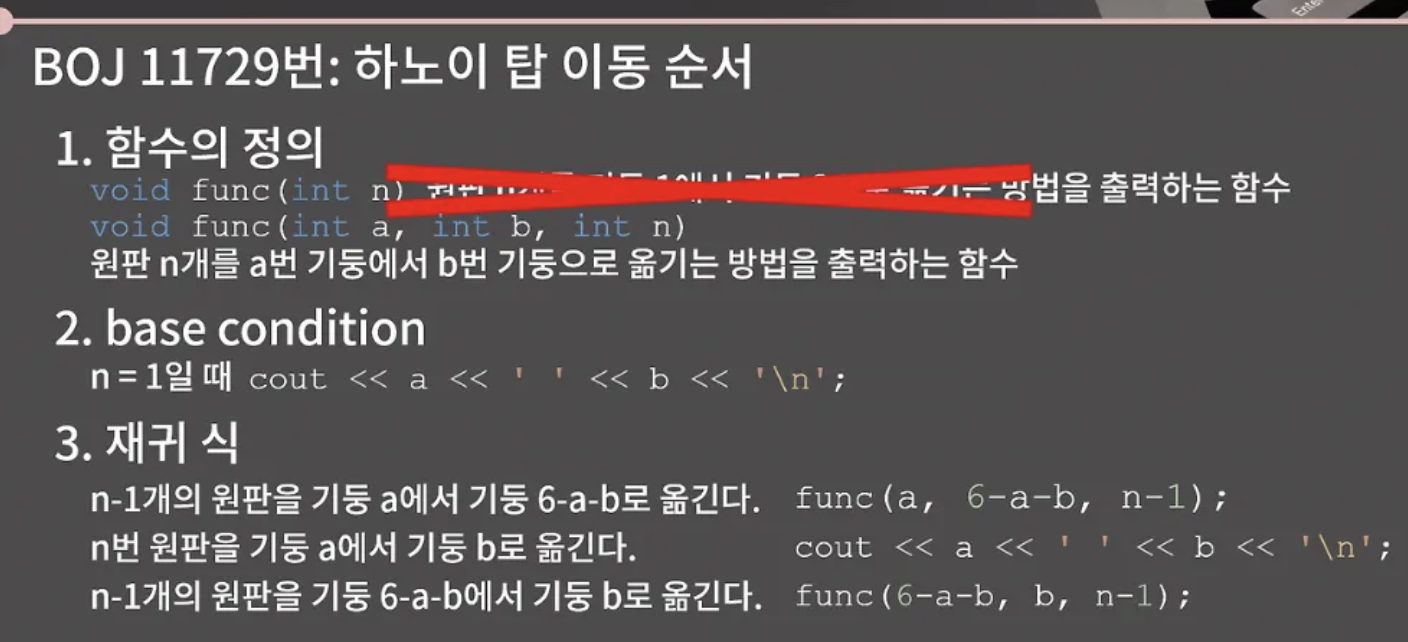 Enter
BOJ 11729번: 하노이 탑 이동 순서
1. 함수의 정의
void func(int n) 방법을 출력하는 함수
void func(int a, int b, int n)
원판 n개를 a번 기둥에서 b번 기둥으로 옮기는 방법을 출력하는 함수
2. base condition
n = 1일 때 cout << a << ' ' << b << '\n';
3. 재귀 식
n-1개의 원판을 기둥 a에서 기둥 6-a-b로 옮긴다. func(a, 6-a-b, n-1);
n번 원판을 기둥 a에서 기둥 b로 옮긴다. cout << a << ' ' << b << '\n';
n-1개의 원판을 기둥 6-a-b에서 기둥 b로 옮긴다. func(6-a-b, b, n-1);